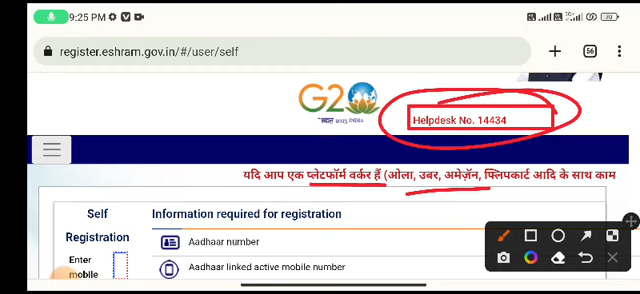 9:25 PM
70
register.eshram.gov.in/#/user/self
56
G20
2023 INDIA
Helpdesk No. 14434
यदि आप एक प्लेटफॉर्म वर्कर हैं (ओला, उबर, अमेज़ॅन, फ्लिपकार्ट आदि के साथ काम
Self
Registration
Enter
mobile
Information required for registration
Aadhaar number
Aadhaar linked active mobile number